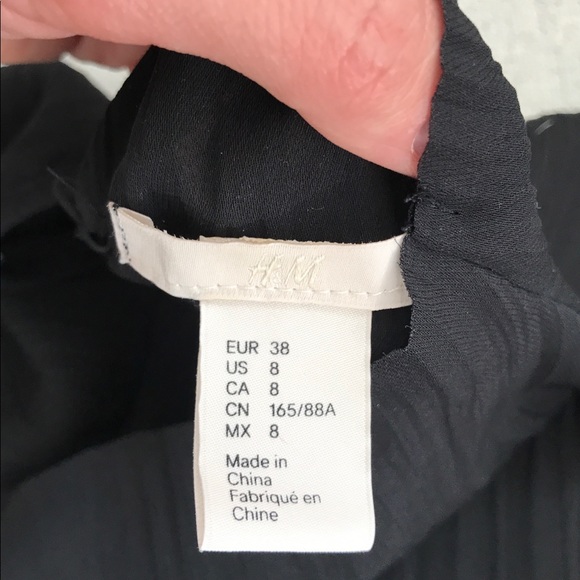 H&M
EUR 38
US 8
CA 8
CN 165/88A
MX 8
Made in
China
Fabriqué en
Chine